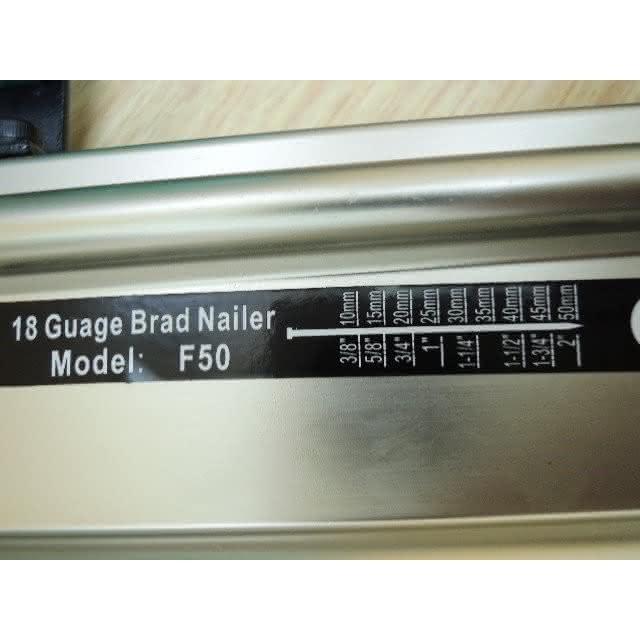 18 Guage Brad Nailer
Model: F50
10mm 15mm 20mm 25mm 30mm 35mm 40mm 45mm 50mm
3/8" 5/8" 3/4" 1" 1-1/4" 1-1/2" 1-3/4" 2"